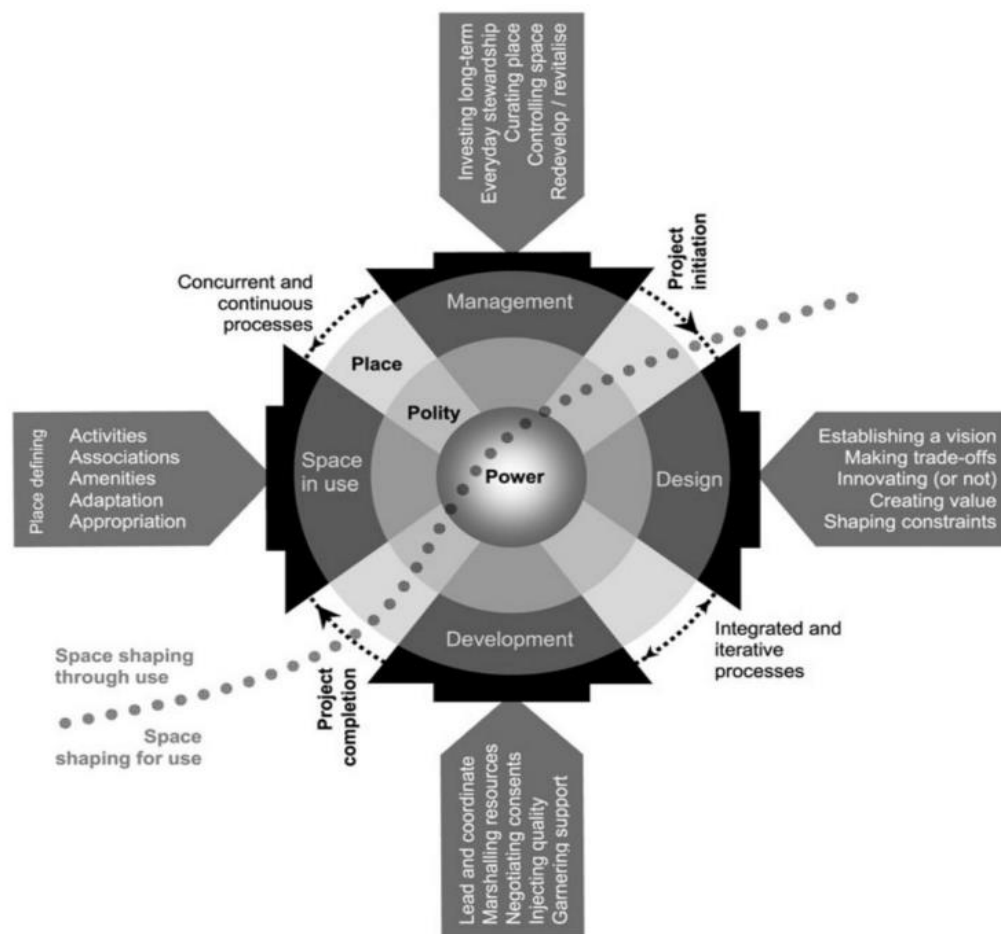 Investing long-term
Everyday stewardship
Curating place
Controlling space
Redevelop / revitalise
Project
initiation
Concurrent and
continuous
processes
Management
Place
Polity
Place defining
Activities
Associations
Amenities
Adaptation
Appropriation
Space
in use
Power
Design
Establishing a vision
Making trade-offs
Innovating (or not)
Creating value
Shaping constraints
Development
Integrated and
iterative
processes
Space shaping
through use
Space
shaping for use
Project
completion
Lead and coordinate
Marshalling resources
Negotiating consents
Injecting quality
Garnering support